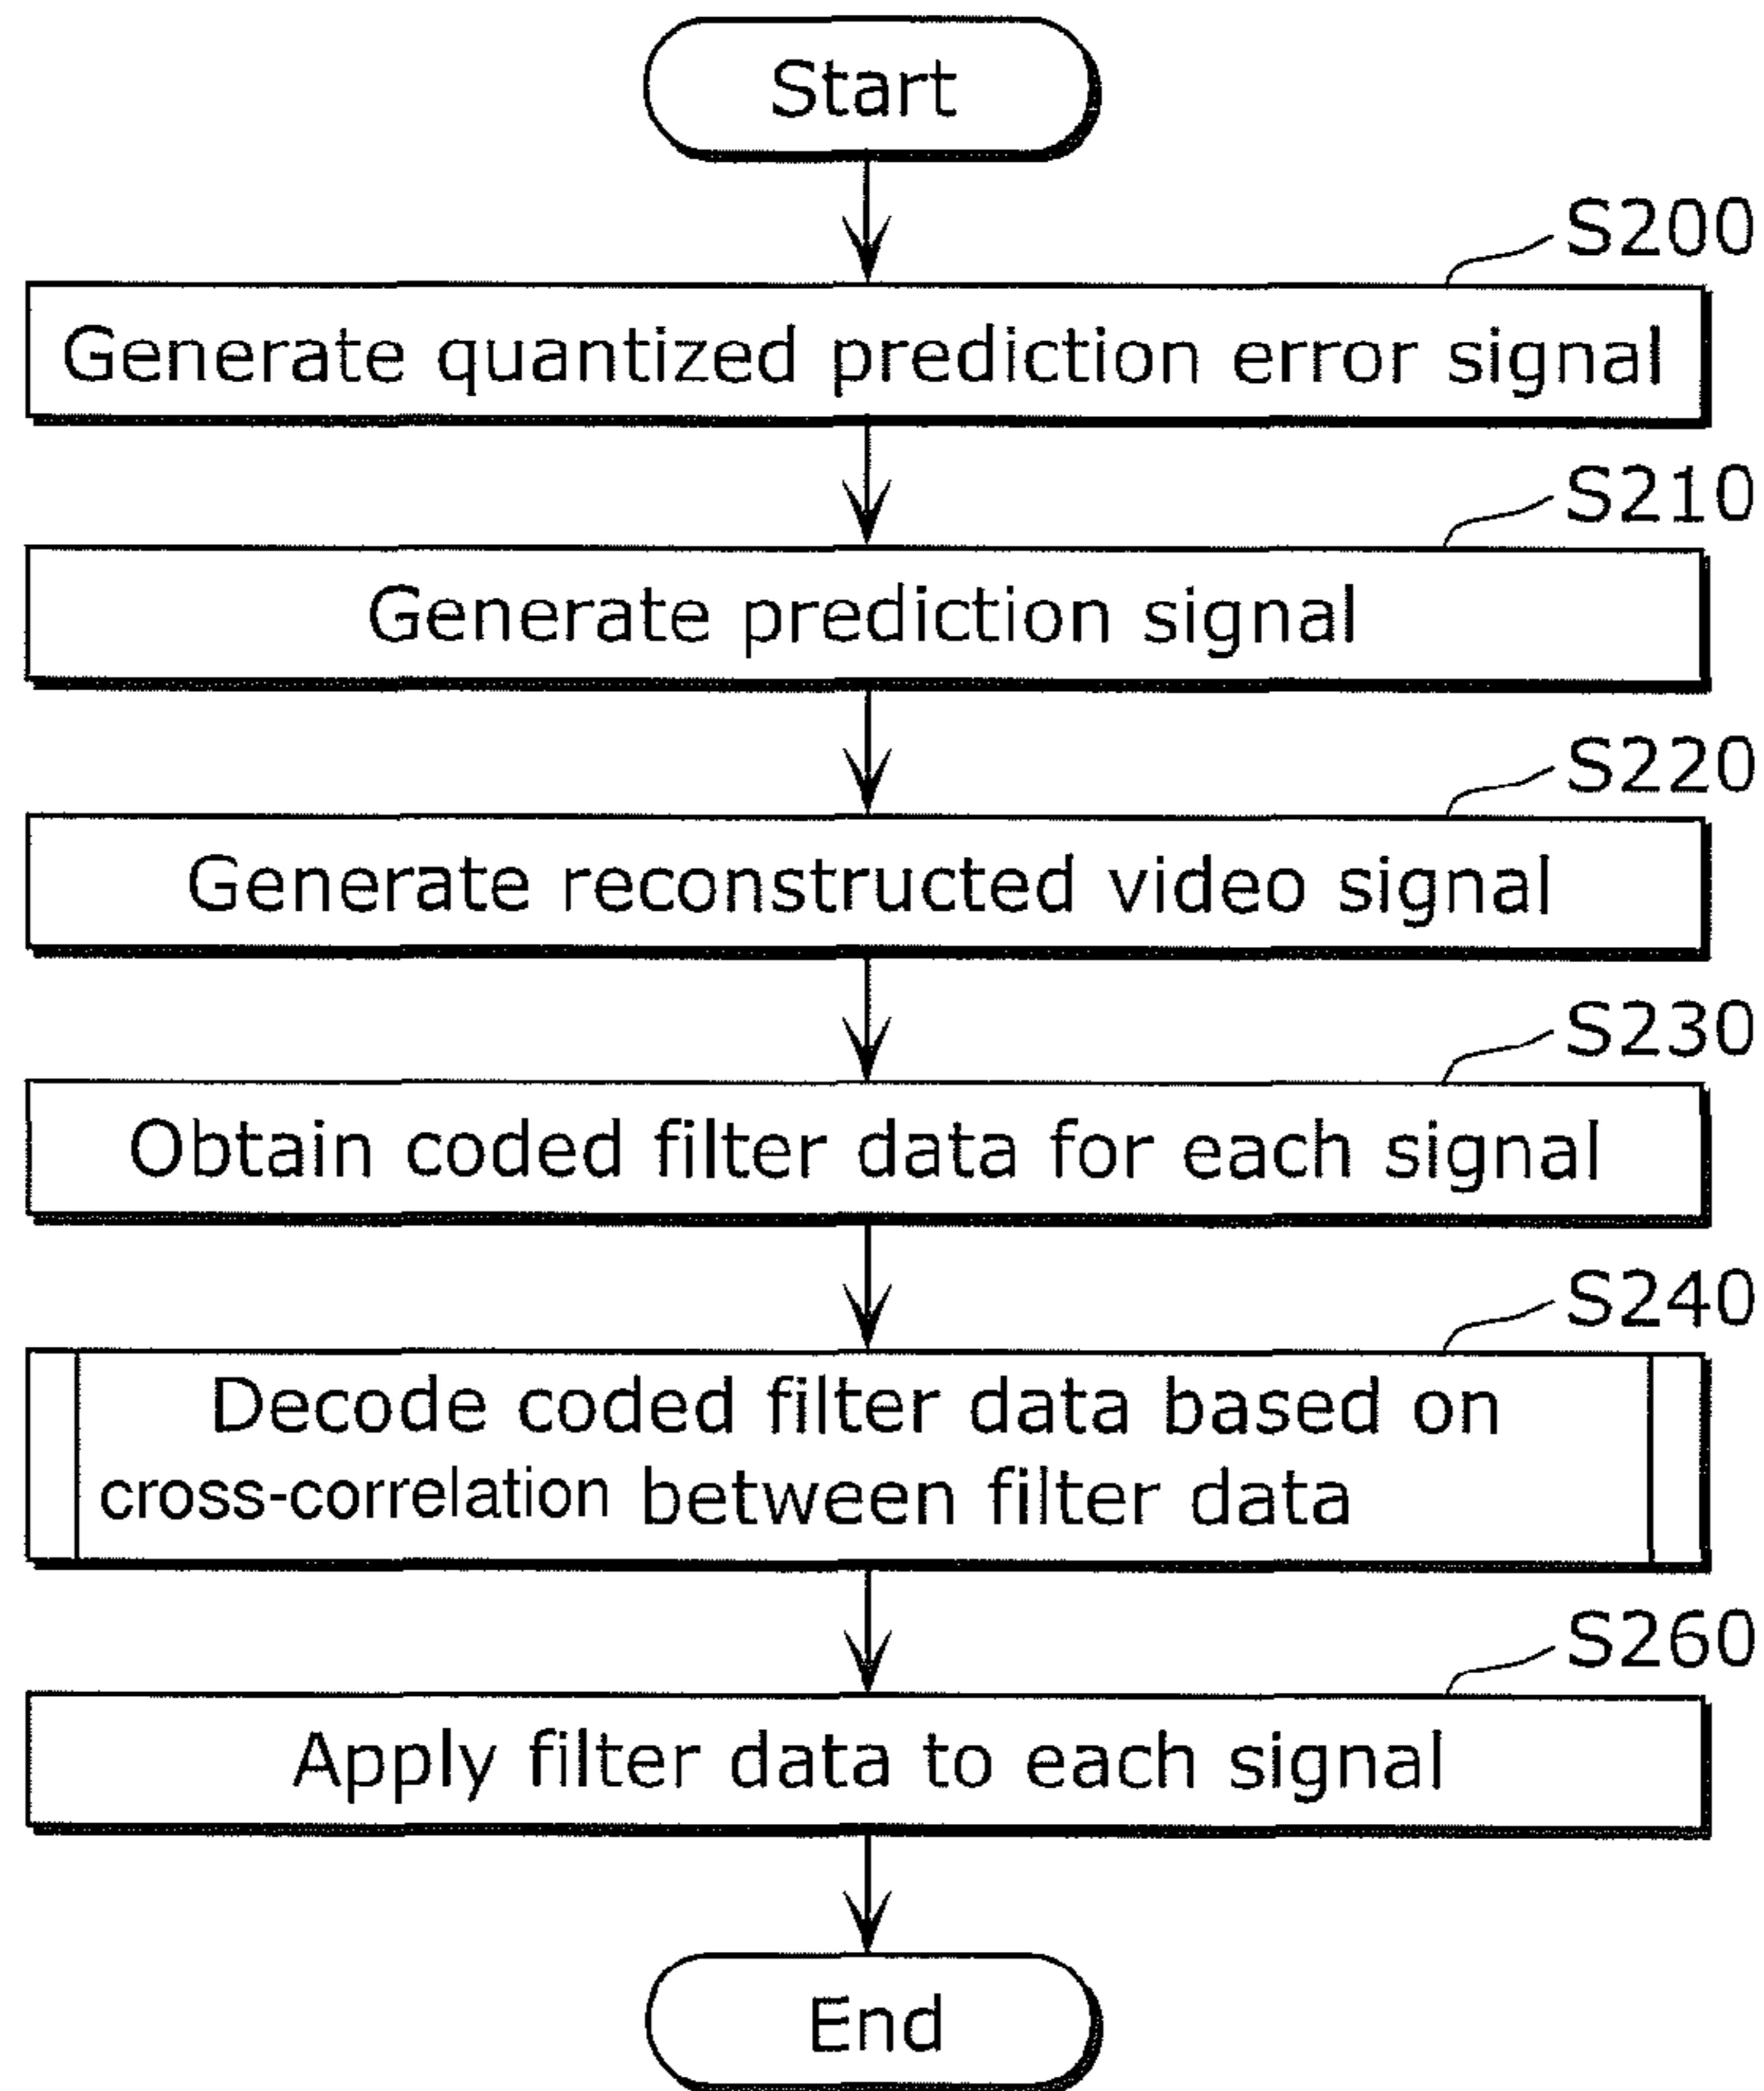 Start
S200
Generate quantized prediction error signal
S210
Generate prediction signal
S220
Generate reconstructed video signal
S230
Obtain coded filter data for each signal
S240
Decode coded filter data based on
cross-correlation between filter data
S260
Apply filter data to each signal
End